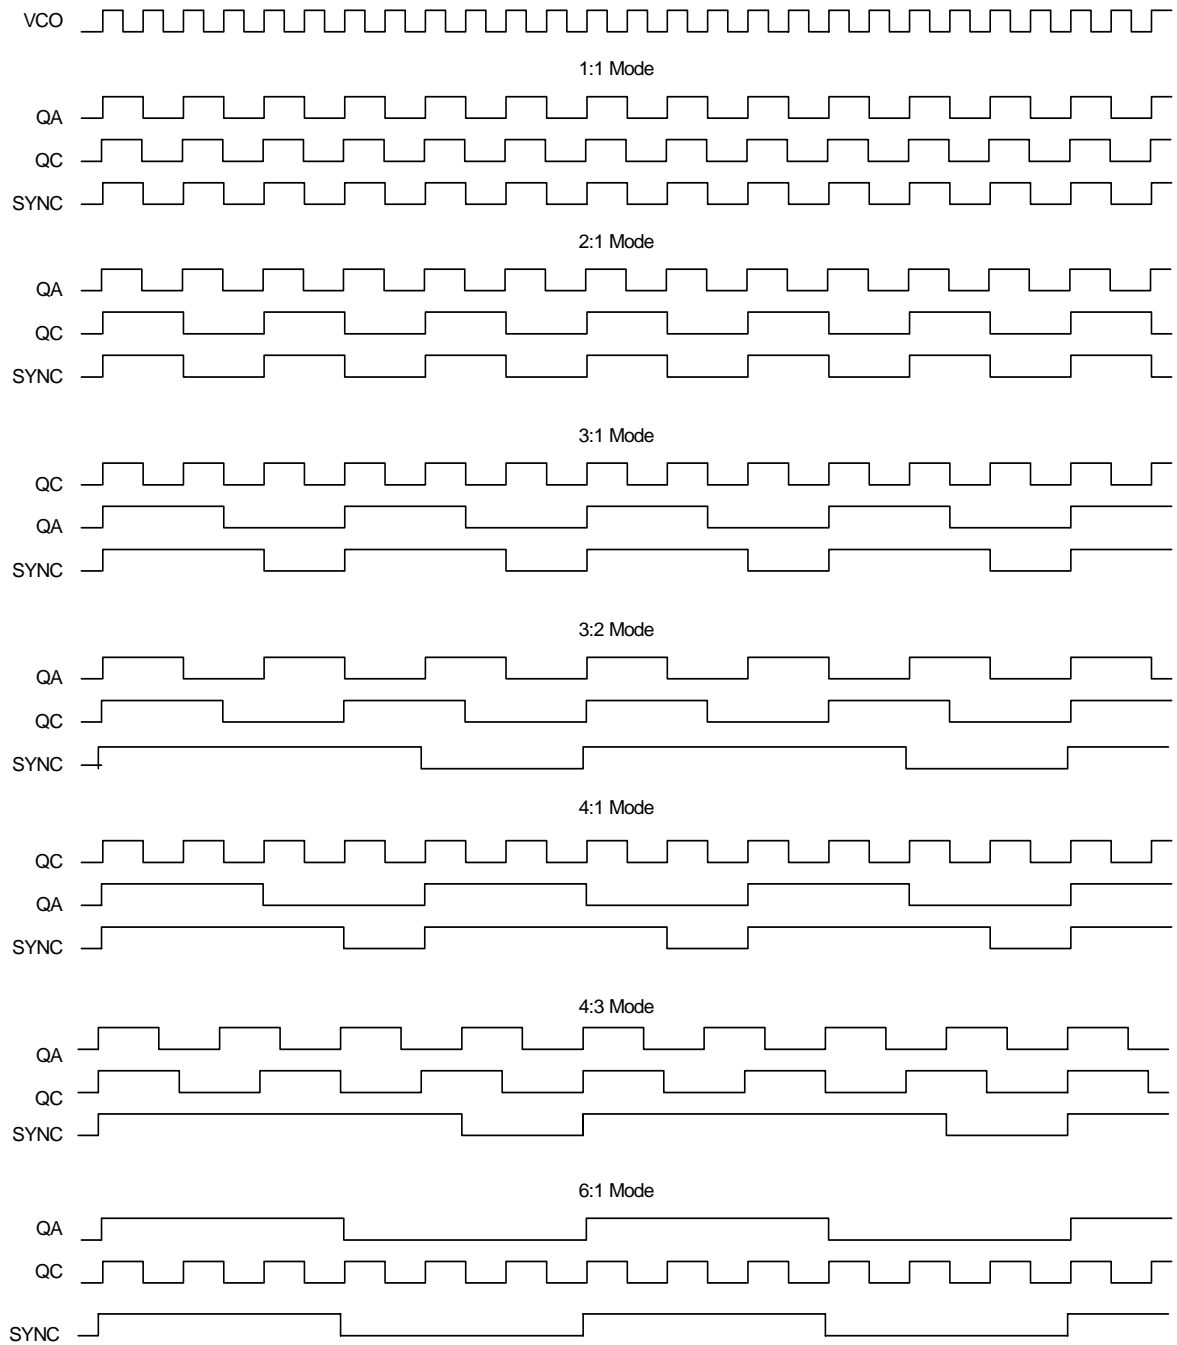 VCO
1:1 Mode
QA
QC
SYNC
2:1 Mode
QA
QC
SYNC
3:1 Mode
QC
QA
SYNC
3:2 Mode
QA
QC
SYNC
4:1 Mode
QC
QA
SYNC
4:3 Mode
QA
QC
SYNC
6:1 Mode
QA
QC
SYNC